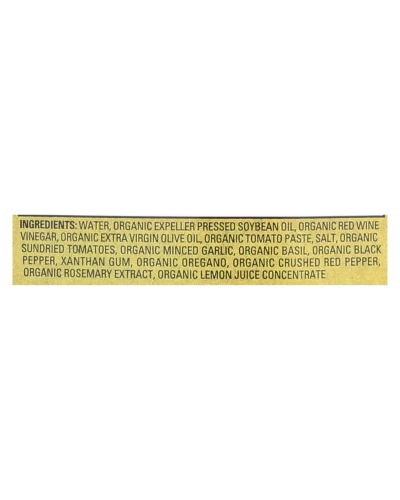 INGREDIENTS: WATER, ORGANIC EXPELLER PRESSED SOYBEAN OIL, ORGANIC RED WINE
VINEGAR, ORGANIC EXTRA VIRGIN OLIVE OIL, ORGANIC TOMATO PASTE, SALT, ORGANIC
SUNDRIED TOMATOES, ORGANIC MINCED GARLIC, ORGANIC BASIL, ORGANIC BLACK
PEPPER, XANTHAN GUM, ORGANIC OREGANO, ORGANIC CRUSHED RED PEPPER,
ORGANIC ROSEMARY EXTRACT, ORGANIC LEMON JUICE CONCENTRATE